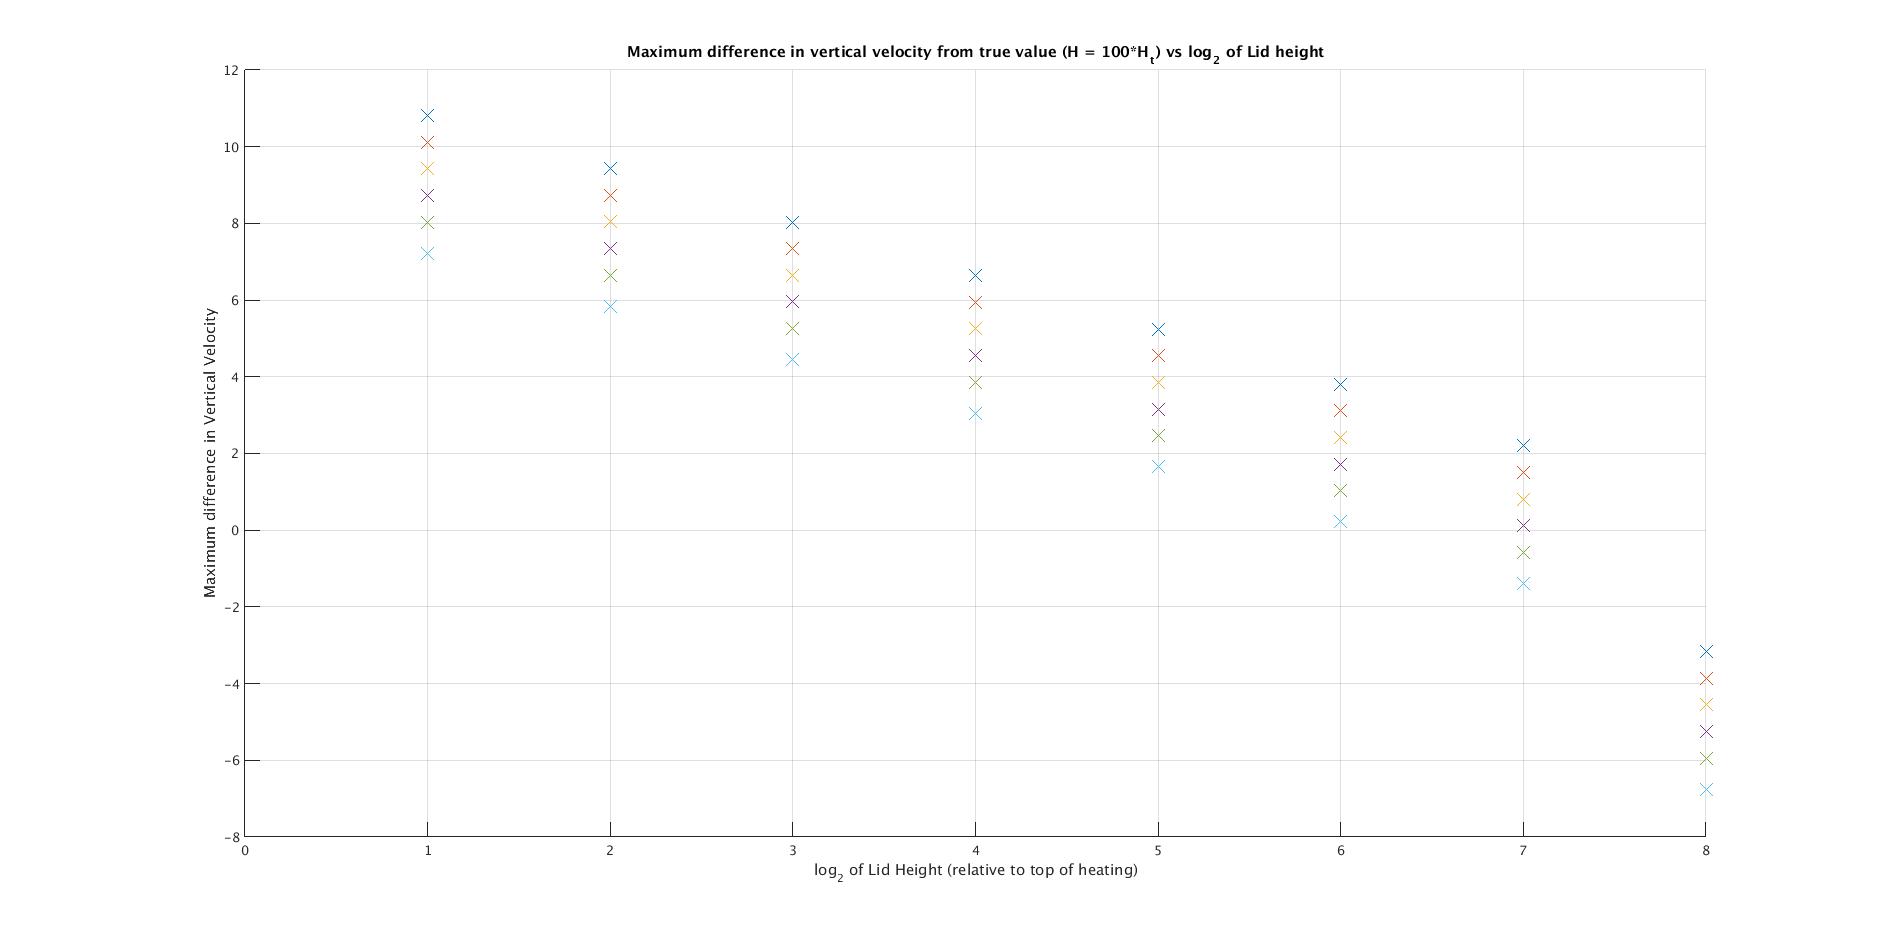 Maximum difference in vertical velocity from true value (H = 100*Hₜ) vs log₂ of Lid height
12
10
8
6
4
2
0
-2
-4
-6
-8
Maximum difference in Vertical Velocity
0 1 2 3 4 5 6 7 8
log₂ of Lid Height (relative to top of heating)